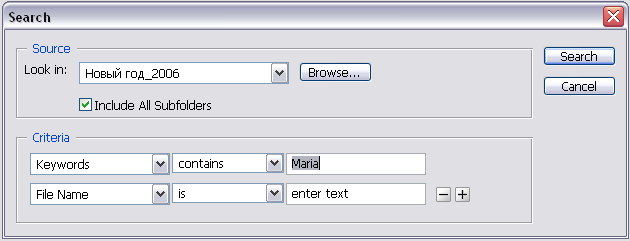 Search
Source
Look in: Новый год_2006 Browse...
Include All Subfolders
Search
Cancel
Criteria
Keywords contains Maria
File Name is enter text